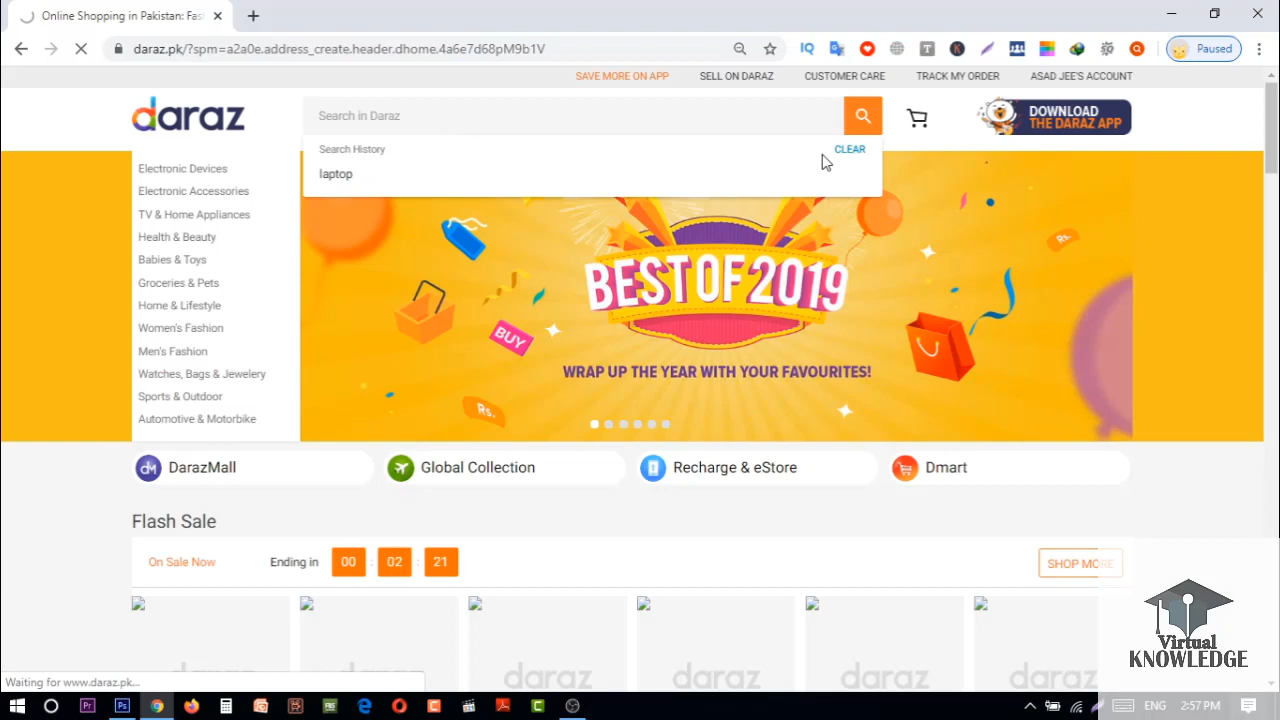 Online Shopping in Pakistan: Fas
daraz.pk/?spm=a2a0e.address_create.header.dhome.4a6e7d68pM9b1V
IQ
T
K
Paused
SAVE MORE ON APP
SELL ON DARAZ
CUSTOMER CARE
TRACK MY ORDER
ASAD JEE'S ACCOUNT
daraz
Search in Daraz
DOWNLOAD
THE DARAZ APP
Search History
CLEAR
laptop
Electronic Devices
Electronic Accessories
TV & Home Appliances
Health & Beauty
Babies & Toys
Groceries & Pets
Home & Lifestyle
Women's Fashion
Men's Fashion
Watches, Bags & Jewelery
Sports & Outdoor
Automotive & Motorbike
BUY
Rs.
Rs.
BEST OF 2019
WRAP UP THE YEAR WITH YOUR FAVOURITES!
dm
DarazMall
Global Collection
Recharge & eStore
Dmart
Flash Sale
On Sale Now
Ending in
00 : 02 : 21
SHOP MORE
daraz
daraz
daraz
daraz
Virtual
KNOWLEDGE
Waiting for www.daraz.pk...
Pr
Ps
ENG
2:57 PM